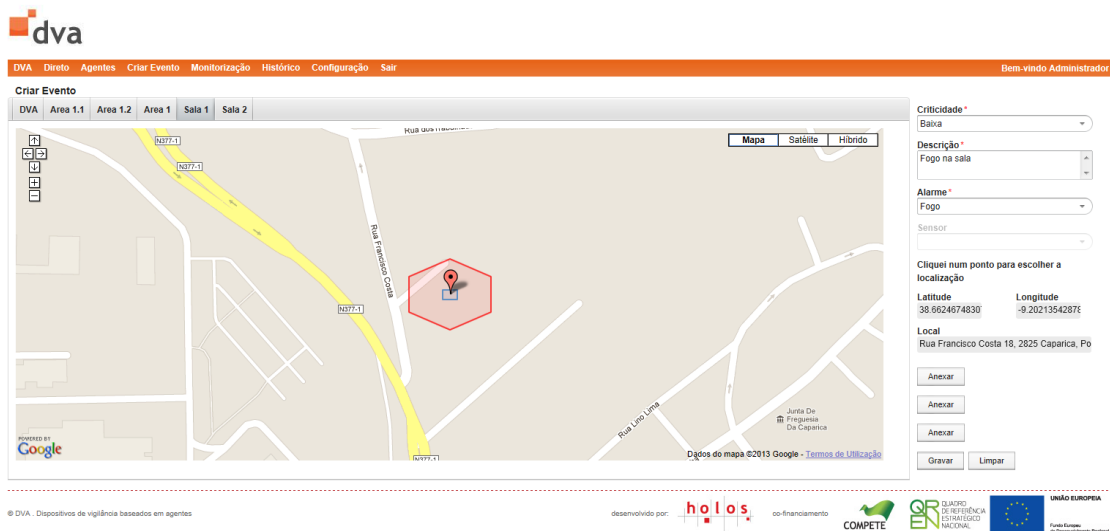 dva
DVA Direto Agentes Criar Evento Monitorização Histórico Configuração Sair Bem-vindo Administrador
Criar Evento
DVA Area 1.1 Area 1.2 Area 1 Sala 1 Sala 2
N377-1
N377-1
Mapa Satélite Híbrido
Rua Francisco Costa
N377-1
Rua Lino Lima
Junta De
Freguesia
Da Caparica
POWERED BY
Google
N377-1
Dados do mapa ©2013 Google - Termos de Utilização
Criticidade*
Baixa
Descrição*
Fogo na sala
Alarme*
Fogo
Sensor
Cliquei num ponto para escolher a
localização
Latitude Longitude
38.6624674830 -9.20213542878
Local
Rua Francisco Costa 18, 2825 Caparica, Po
Anexar
Anexar
Anexar
Gravar Limpar
© DVA . Dispositivos de vigilância baseados em agentes
desenvolvido por: holos
co-financiamento
COMPETE
QREN
QUADRO
DE REFERÊNCIA
ESTRATÉGICO
NACIONAL
UNIÃO EUROPEIA
Fundo Europeu
de Desenvolvimento Regional